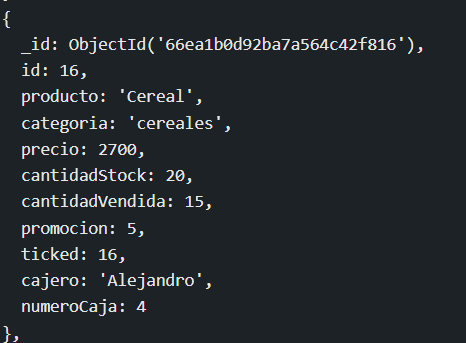 {
  _id: ObjectId('66ea1b0d92ba7a564c42f816'),
  id: 16,
  producto: 'Cereal',
  categoria: 'cereales',
  precio: 2700,
  cantidadStock: 20,
  cantidadVendida: 15,
  promocion: 5,
  ticked: 16,
  cajero: 'Alejandro',
  numeroCaja: 4
},